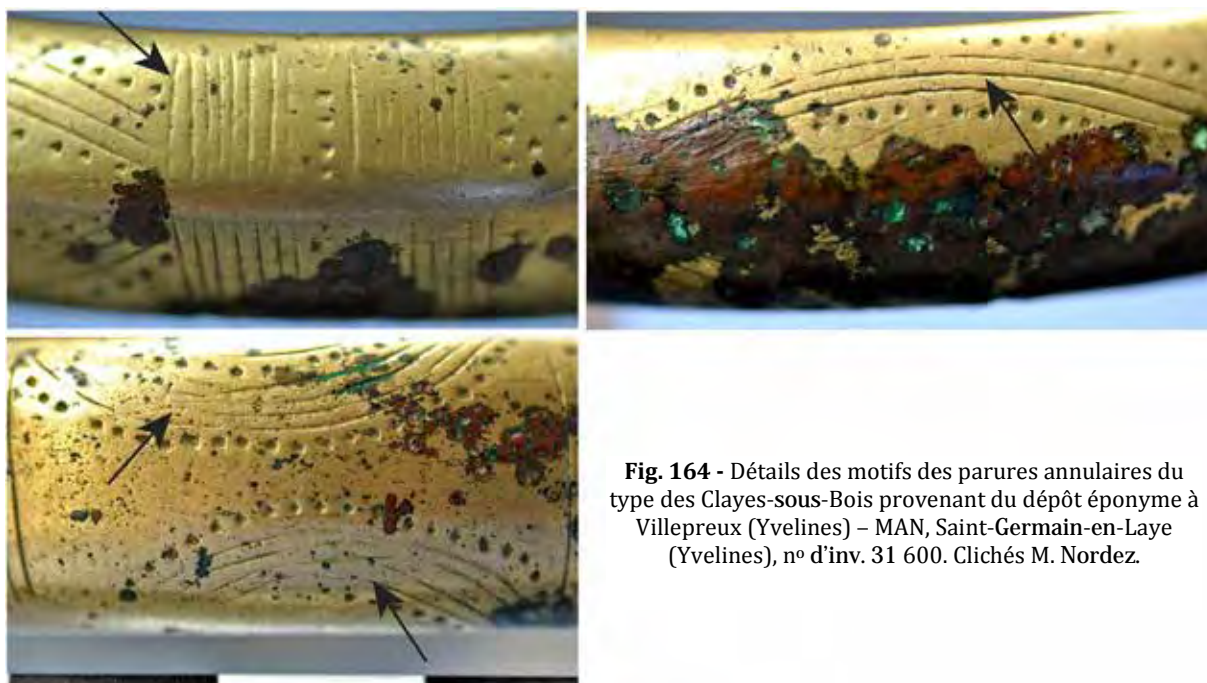 Fig. 164 - Détails des motifs des parures annulaires du
type des Clayes-sous-Bois provenant du dépôt éponyme à
Villepreux (Yvelines) – MAN, Saint-Germain-en-Laye
(Yvelines), nº d'inv. 31 600. Clichés M. Nordez.